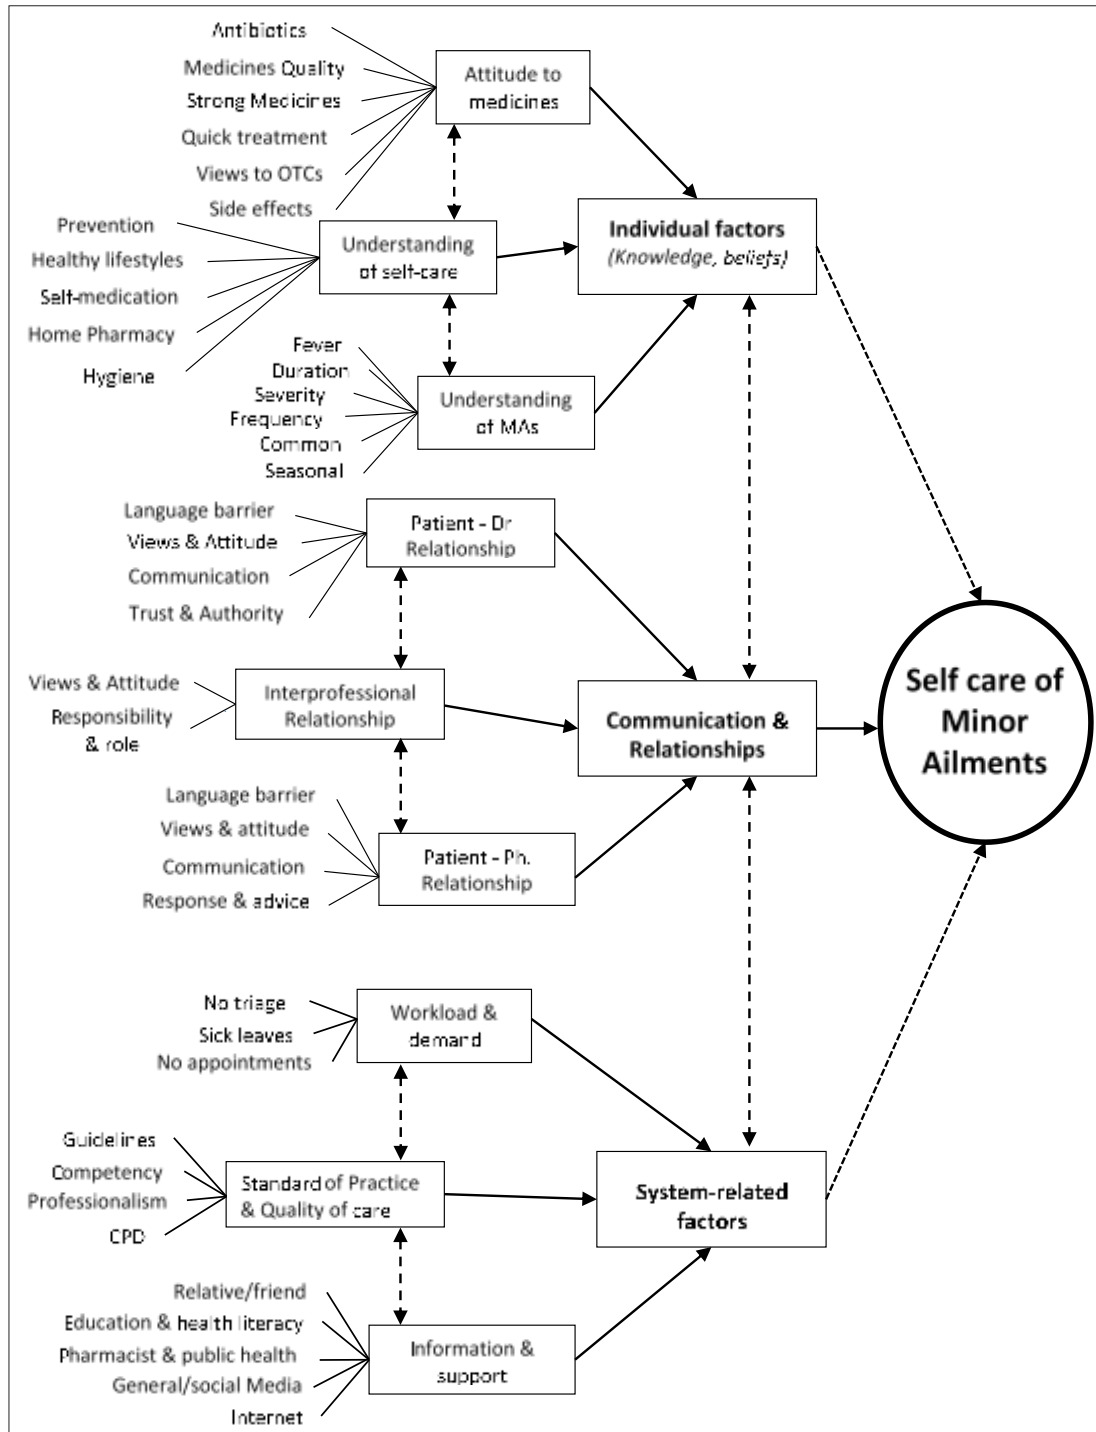 Antibiotics
Medicines Quality
Strong Medicines
Quick treatment
Views to OTCs
Side effects
Attitude to
medicines
Prevention
Healthy lifestyles
Self-medication
Home Pharmacy
Hygiene
Understanding
of self-care
Individual factors
(Knowledge, beliefs)
Fever
Duration
Severity
Frequency
Common
Seasonal
Understanding
of MAs
Language barrier
Views & Attitude
Communication
Trust & Authority
Patient - Dr
Relationship
Views & Attitude
Responsibility
& role
Interprofessional
Relationship
Communication &
Relationships
Self care of
Minor
Ailments
Language barrier
Views & attitude
Communication
Response & advice
Patient - Ph.
Relationship
No triage
Sick leaves
No appointments
Workload &
demand
Guidelines
Competency
Professionalism
CPD
Standard of Practice
& Quality of care
System-related
factors
Relative/friend
Education & health literacy
Pharmacist & public health
General/social Media
Internet
Information &
support